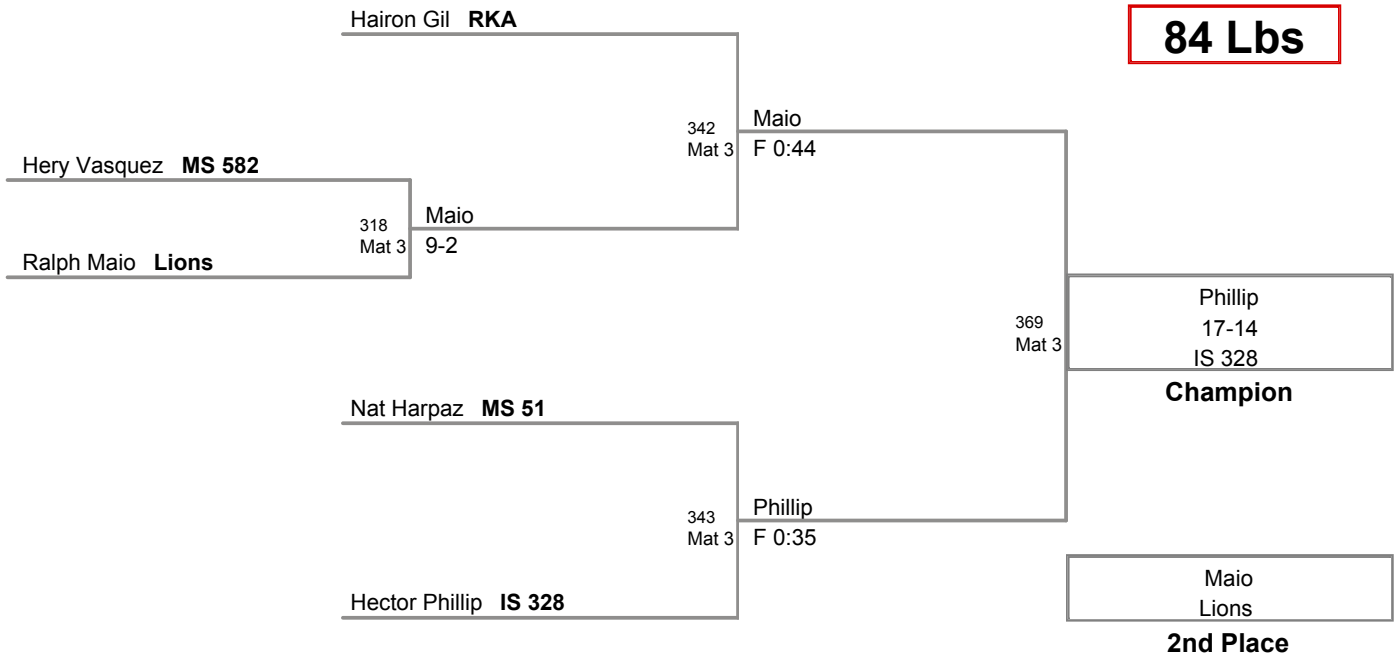 Hairon Gil RKA
84 Lbs
342
Mat 3
Maio
F 0:44
Hery Vasquez MS 582
318
Mat 3
Maio
9-2
Ralph Maio Lions
369
Mat 3
Phillip
17-14
IS 328
Champion
Nat Harpaz MS 51
343
Mat 3
Phillip
F 0:35
Hector Phillip IS 328
Maio
Lions
2nd Place